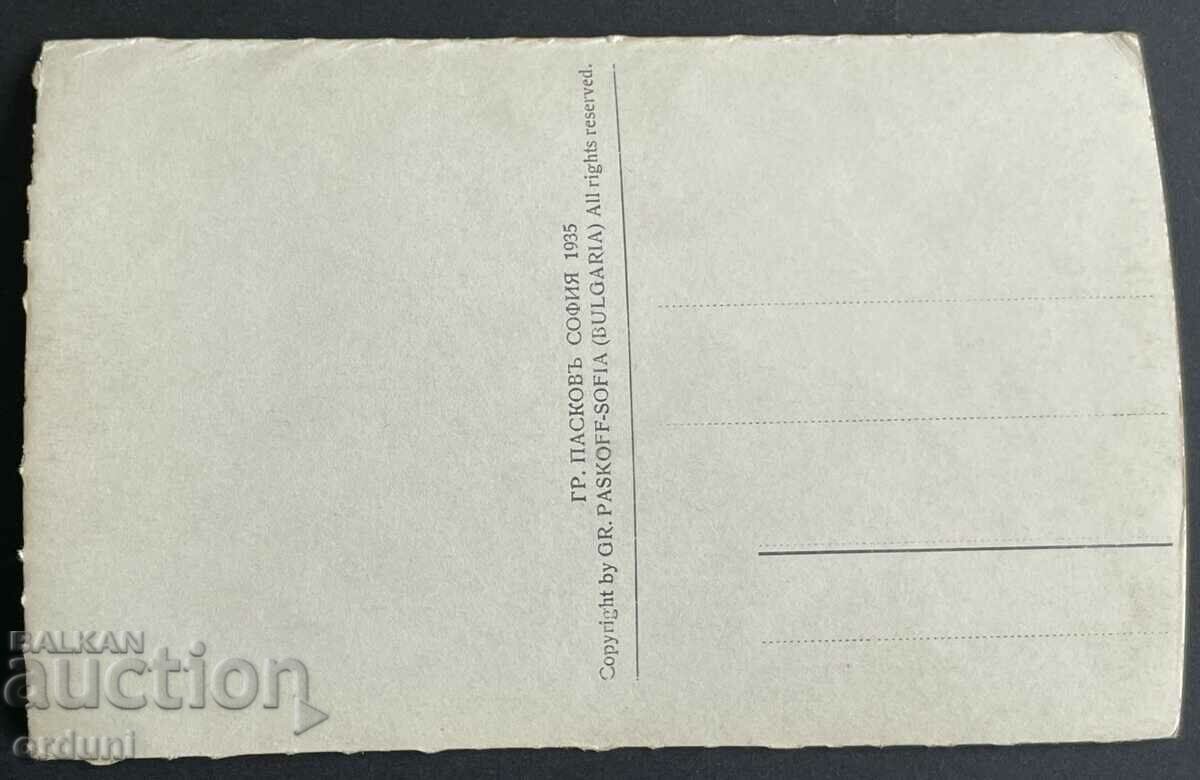 ГР. ПАСКОВЪ СОФИЯ 1935
Copyright by GR. PASKOFF-SOFIA (BULGARIA) All rights reserved.
BALKAN
auction
orduni